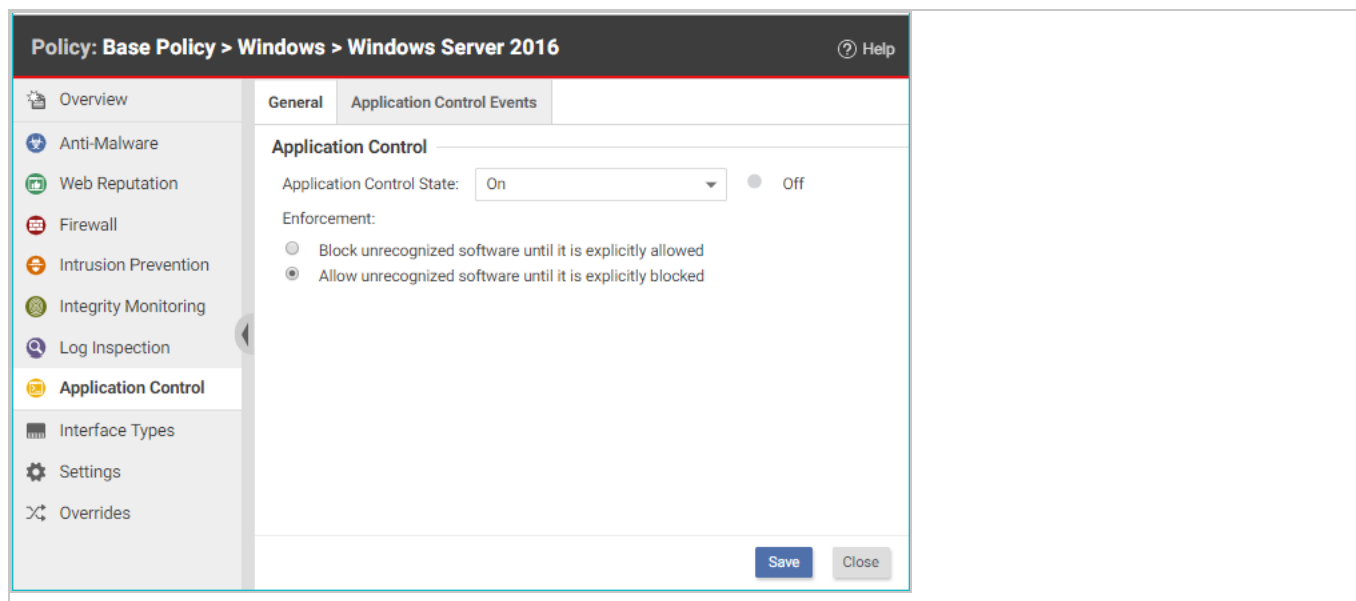 Policy: Base Policy > Windows > Windows Server 2016
Help
Overview
Anti-Malware
Web Reputation
Firewall
Intrusion Prevention
Integrity Monitoring
Log Inspection
Application Control
Interface Types
Settings
Overrides
General
Application Control Events
Application Control
Application Control State: On Off
Enforcement:
Block unrecognized software until it is explicitly allowed
Allow unrecognized software until it is explicitly blocked
Save
Close